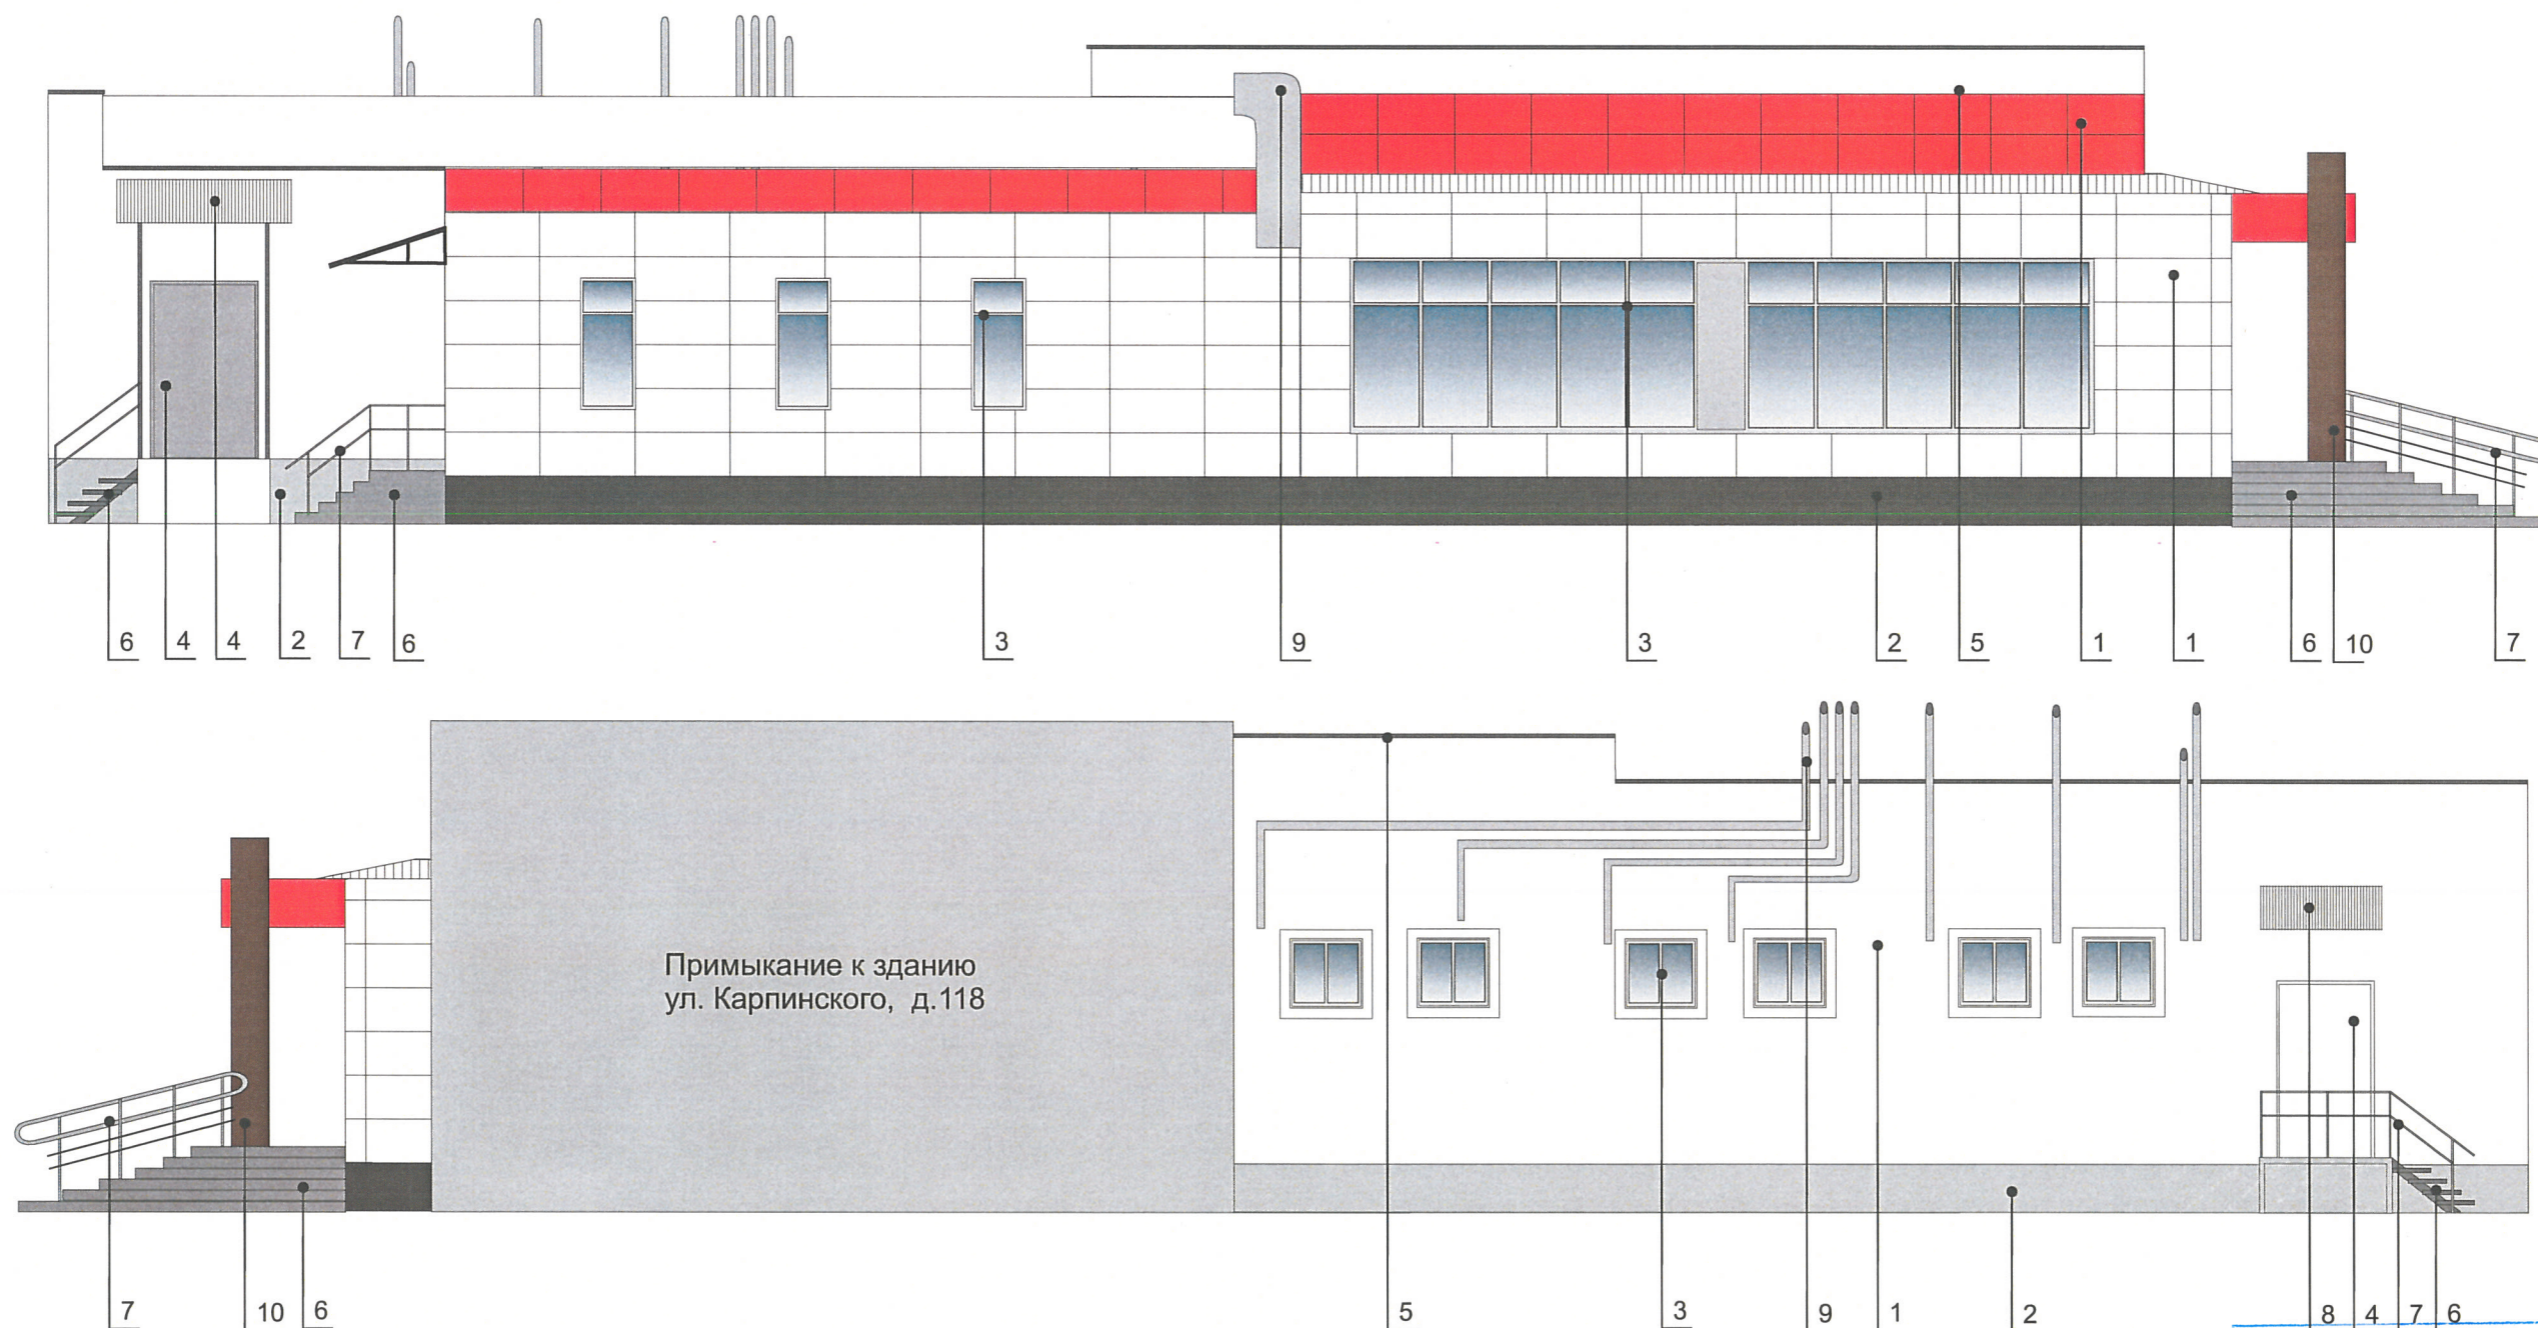 6 4 4 2 7 6 3 9 3 2 5 1 1 6 10 7
Примыкание к зданию
ул. Карпинского, д.118
7 10 6 5 3 9 1 2 8 4 7 6